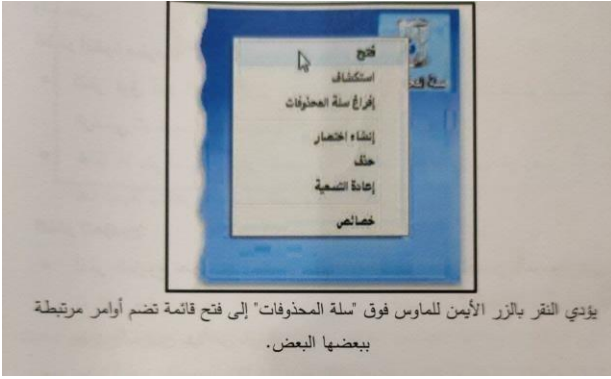 فتح
استكشاف
إفراغ سلة المحذوفات
إنشاء اختصار
حذف
إعادة التسمية
خصائص
يؤدي النقر بالزر الأيمن للماوس فوق "سلة المحذوفات" إلى فتح قائمة تضم أوامر مرتبطة
ببعضها البعض.